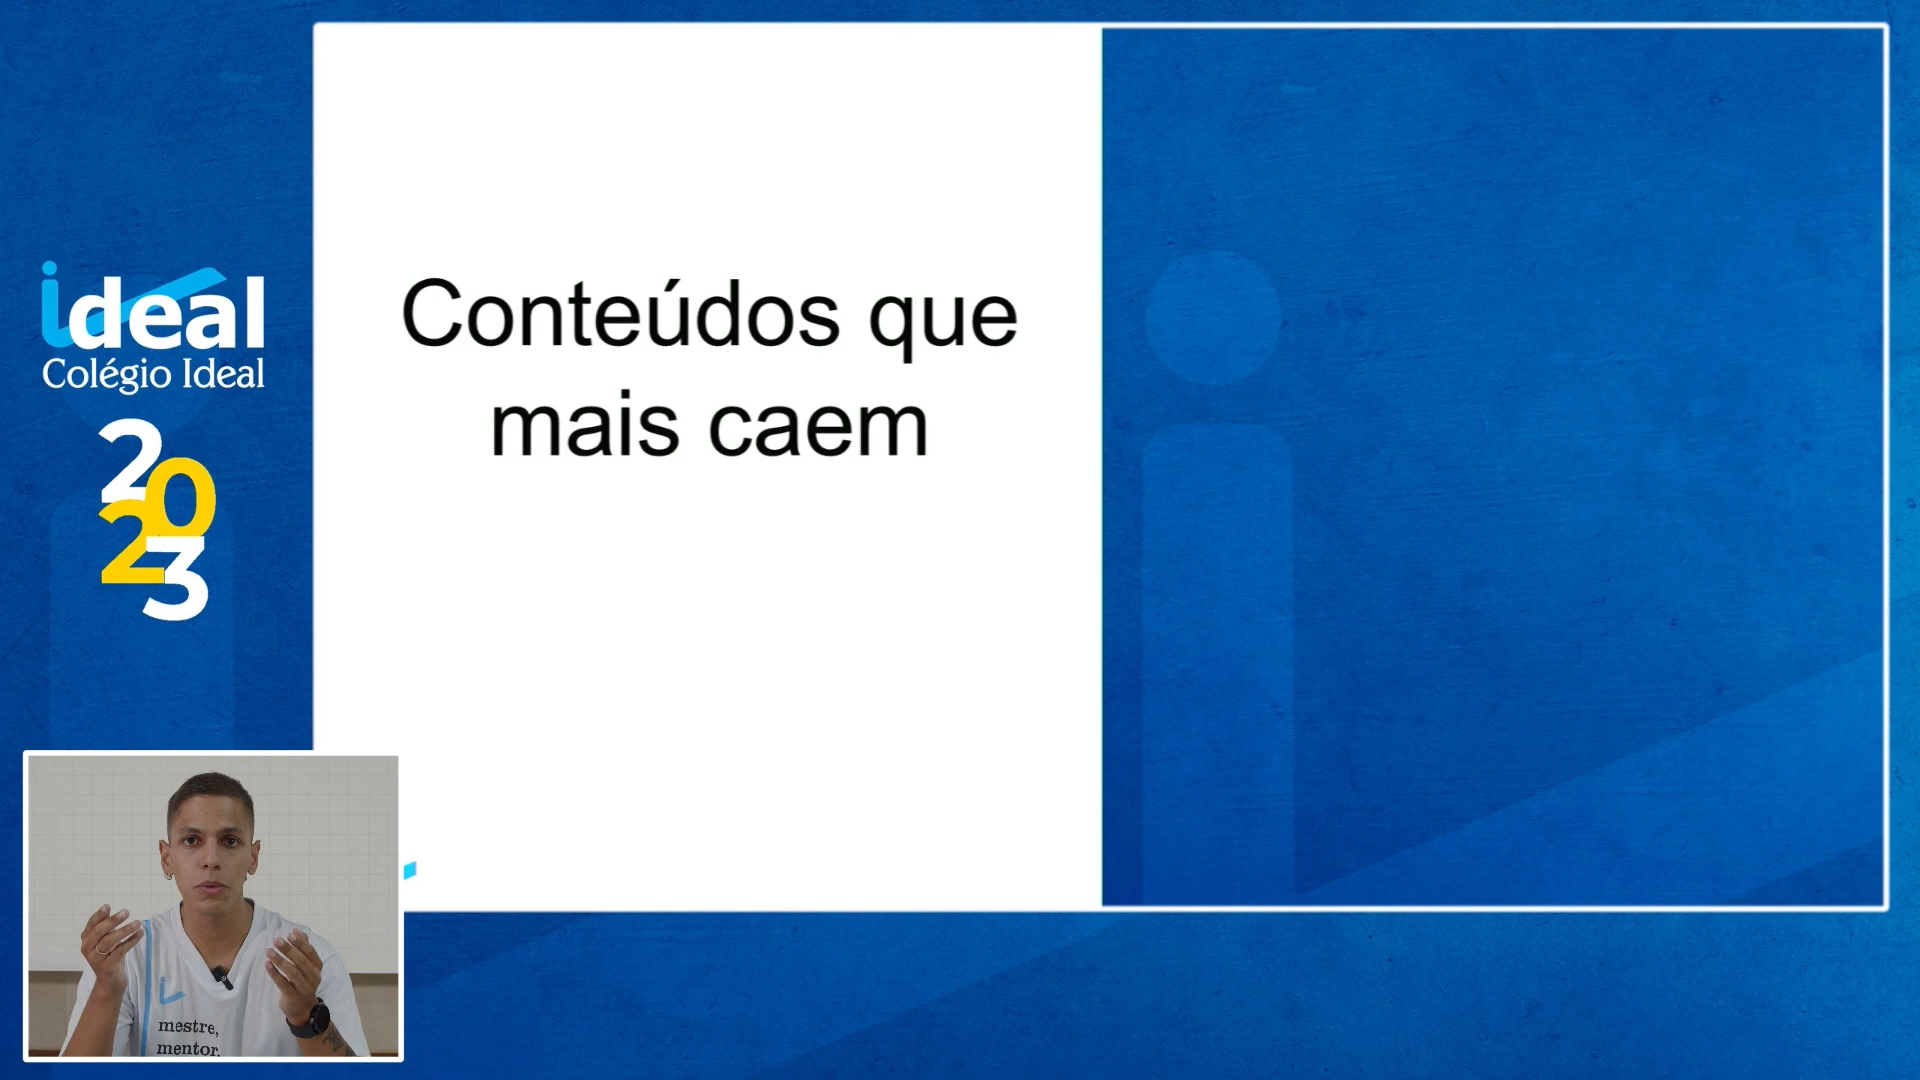 ideal
Colégio Ideal
2023
Conteúdos que
mais caem
mestre,
mentor,